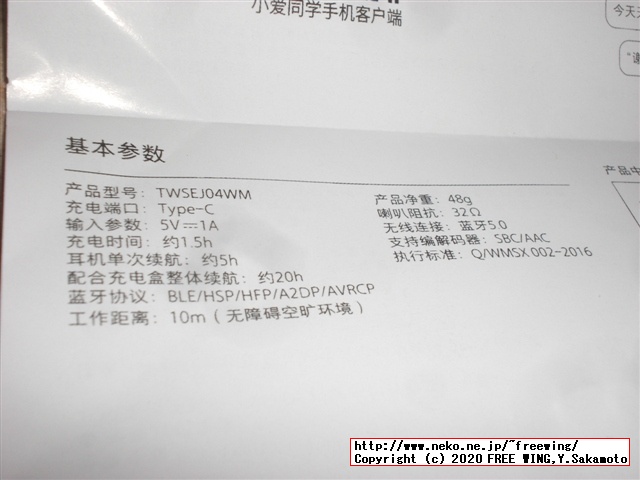 小爱同学手机客户端
今天天
基本参数
产品型号：TWSEJ04WM
充电端口：Type-C
输入参数：5V⎓1A
充电时间：约1.5h
耳机单次续航：约5h
配合充电盒整体续航：约20h
蓝牙协议：BLE/HSP/HFP/A2DP/AVRCP
工作距离：10m（无障碍空旷环境）
产品净重：48g
喇叭阻抗：32Ω
无线连接：蓝牙5.0
支持编解码器：SBC/AAC
执行标准：Q/WMSX 002-2016
产品中
http://www.neko.ne.jp/~freewing/
Copyright (c) 2020 FREE WING,Y.Sakamoto